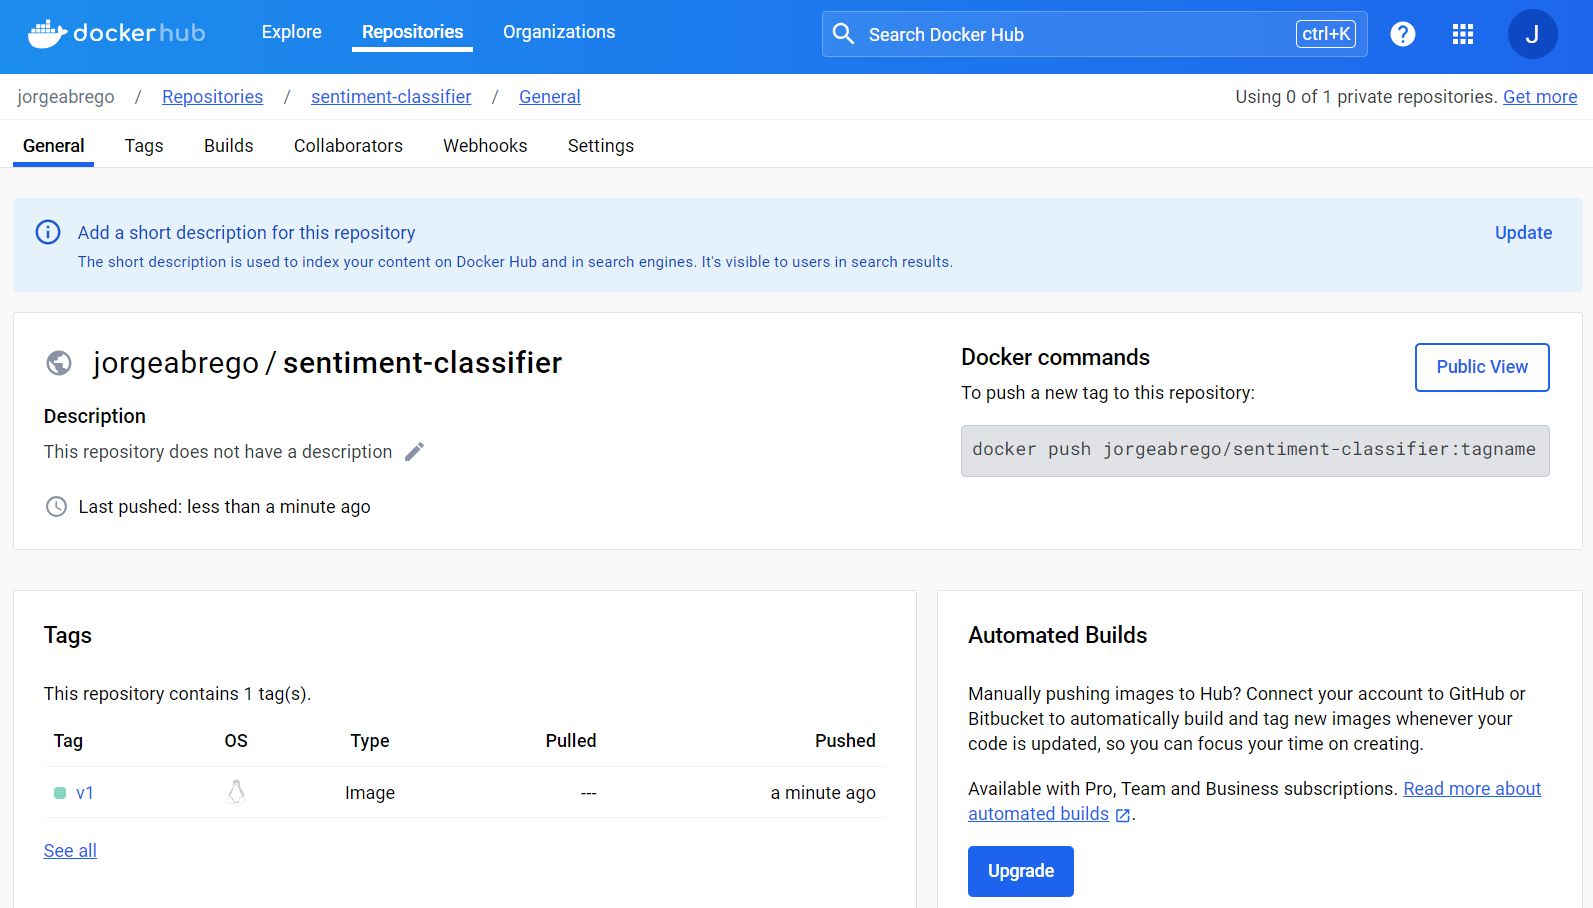 dockerhub Explore Repositories Organizations Search Docker Hub ctrl+K ? J
jorgeabrego / Repositories / sentiment-classifier / General Using 0 of 1 private repositories. Get more
General Tags Builds Collaborators Webhooks Settings
Add a short description for this repository Update
The short description is used to index your content on Docker Hub and in search engines. It's visible to users in search results.
jorgeabrego / sentiment-classifier
Description
This repository does not have a description
Last pushed: less than a minute ago
Docker commands
Public View
To push a new tag to this repository:
docker push jorgeabrego/sentiment-classifier:tagname
Tags
This repository contains 1 tag(s).
Tag OS Type Pulled Pushed
v1 Image --- a minute ago
See all
Automated Builds
Manually pushing images to Hub? Connect your account to GitHub or
Bitbucket to automatically build and tag new images whenever your
code is updated, so you can focus your time on creating.
Available with Pro, Team and Business subscriptions. Read more about
automated builds .
Upgrade